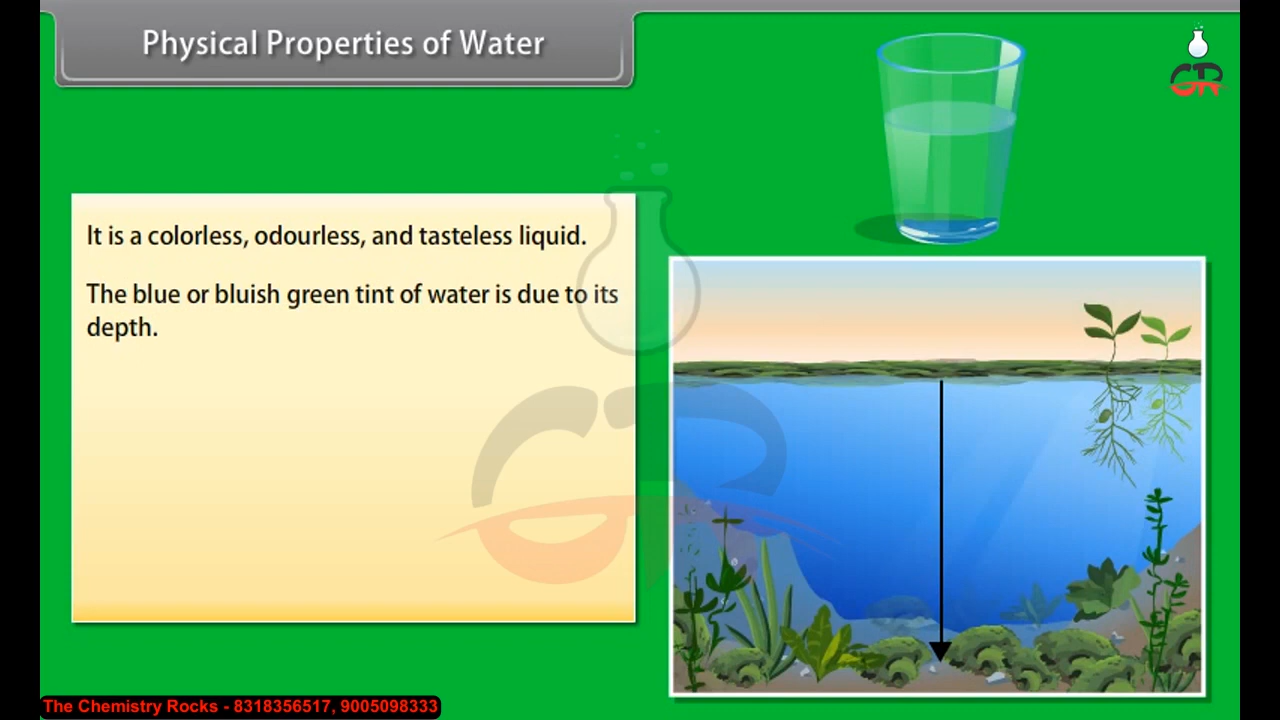 Physical Properties of Water
GR
It is a colorless, odourless, and tasteless liquid.
The blue or bluish green tint of water is due to its
depth.
The Chemistry Rocks - 8318356517, 9005098333